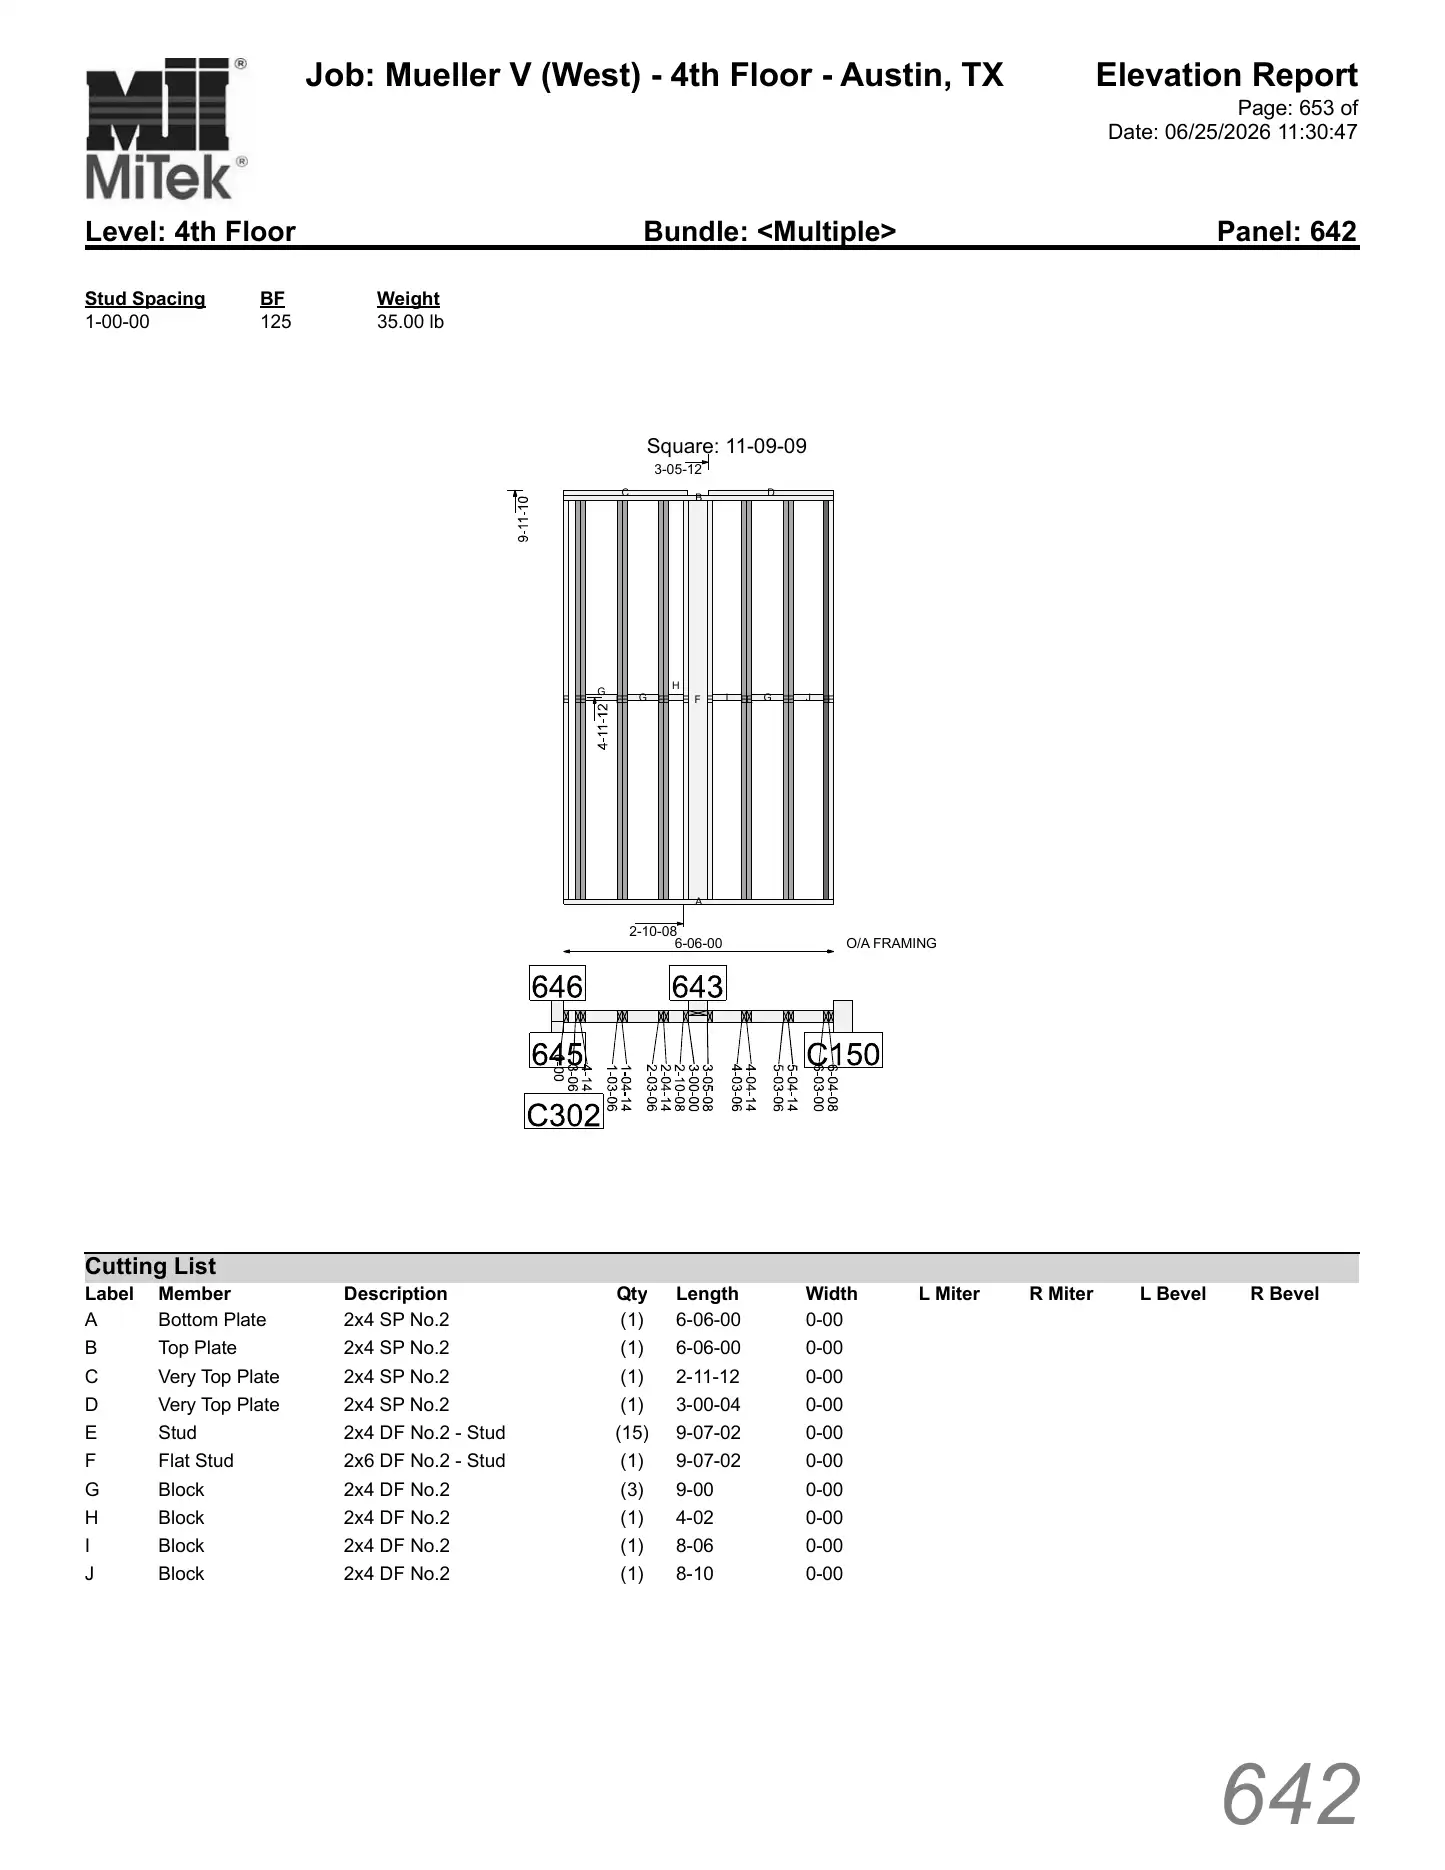 Job: Mueller V (West) - 4th Floor - Austin, TX
Elevation Report
Page: 653 of
Date: 06/25/2026 11:30:47
MiTek®
Level: 4th Floor Bundle: <Multiple> Panel: 642
Stud Spacing BF Weight
1-00-00 125 35.00 lb
Square: 11-09-09
3-05-12
9-11-10
C B D
G G H F I G J
4-11-12
A
2-10-08
6-06-00 O/A FRAMING
646 643
645 C150
3-06 4-14 1-03-06 1-04-14 2-03-06 2-04-14 2-10-08 3-00-00 3-05-08 4-03-06 4-04-14 5-03-06 5-04-14 6-03-00 6-04-08
C302
Cutting List
Label Member Description Qty Length Width L Miter R Miter L Bevel R Bevel
A Bottom Plate 2x4 SP No.2 (1) 6-06-00 0-00
B Top Plate 2x4 SP No.2 (1) 6-06-00 0-00
C Very Top Plate 2x4 SP No.2 (1) 2-11-12 0-00
D Very Top Plate 2x4 SP No.2 (1) 3-00-04 0-00
E Stud 2x4 DF No.2 - Stud (15) 9-07-02 0-00
F Flat Stud 2x6 DF No.2 - Stud (1) 9-07-02 0-00
G Block 2x4 DF No.2 (3) 9-00 0-00
H Block 2x4 DF No.2 (1) 4-02 0-00
I Block 2x4 DF No.2 (1) 8-06 0-00
J Block 2x4 DF No.2 (1) 8-10 0-00
642